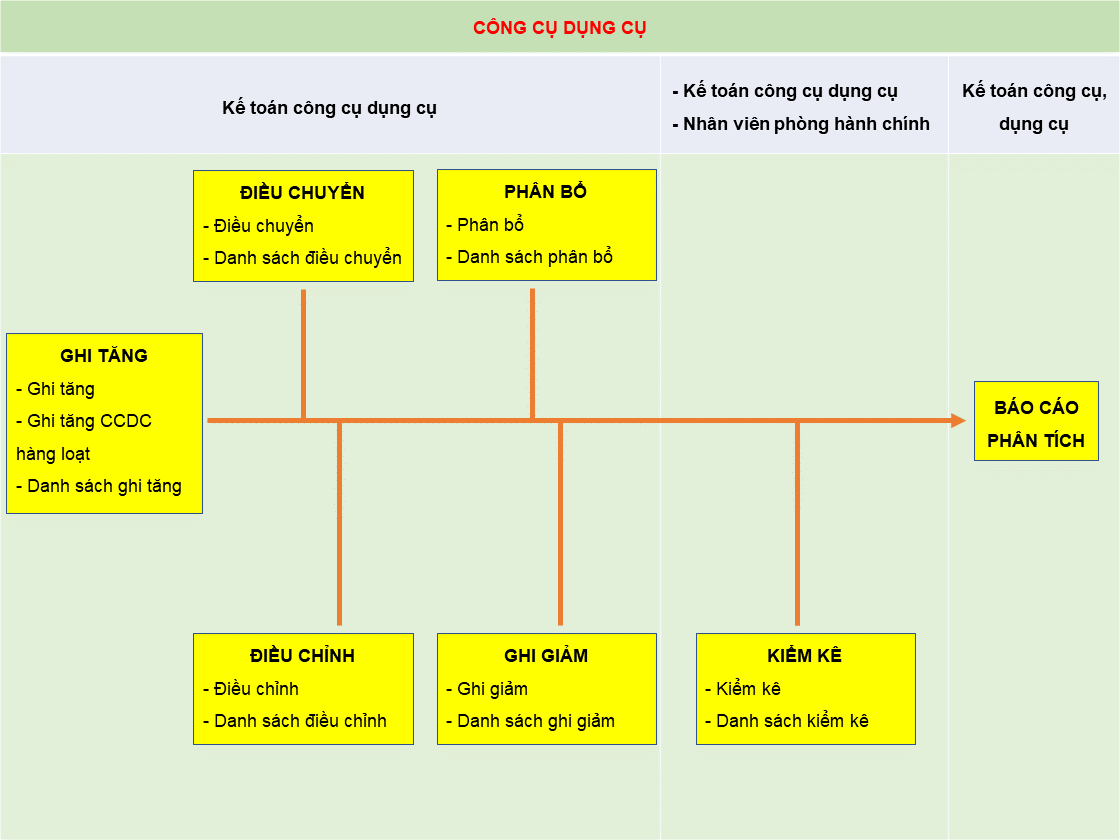 CÔNG CỤ DỤNG CỤ
Kế toán công cụ dụng cụ
- Kế toán công cụ dụng cụ
- Nhân viên phòng hành chính
Kế toán công cụ,
dụng cụ
ĐIỀU CHUYỂN
- Điều chuyển
- Danh sách điều chuyển
PHÂN BỔ
- Phân bổ
- Danh sách phân bổ
GHI TĂNG
- Ghi tăng
- Ghi tăng CCDC
hàng loạt
- Danh sách ghi tăng
BÁO CÁO
PHÂN TÍCH
ĐIỀU CHỈNH
- Điều chỉnh
- Danh sách điều chỉnh
GHI GIẢM
- Ghi giảm
- Danh sách ghi giảm
KIỂM KÊ
- Kiểm kê
- Danh sách kiểm kê